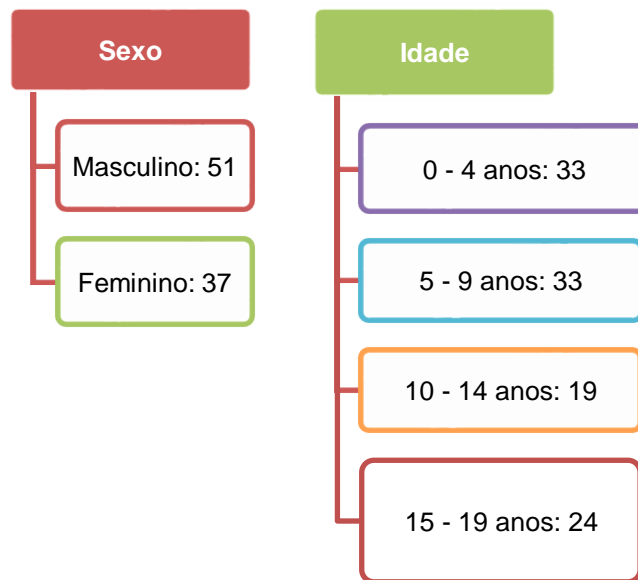 Sexo
Masculino: 51
Feminino: 37
Idade
0 - 4 anos: 33
5 - 9 anos: 33
10 - 14 anos: 19
15 - 19 anos: 24